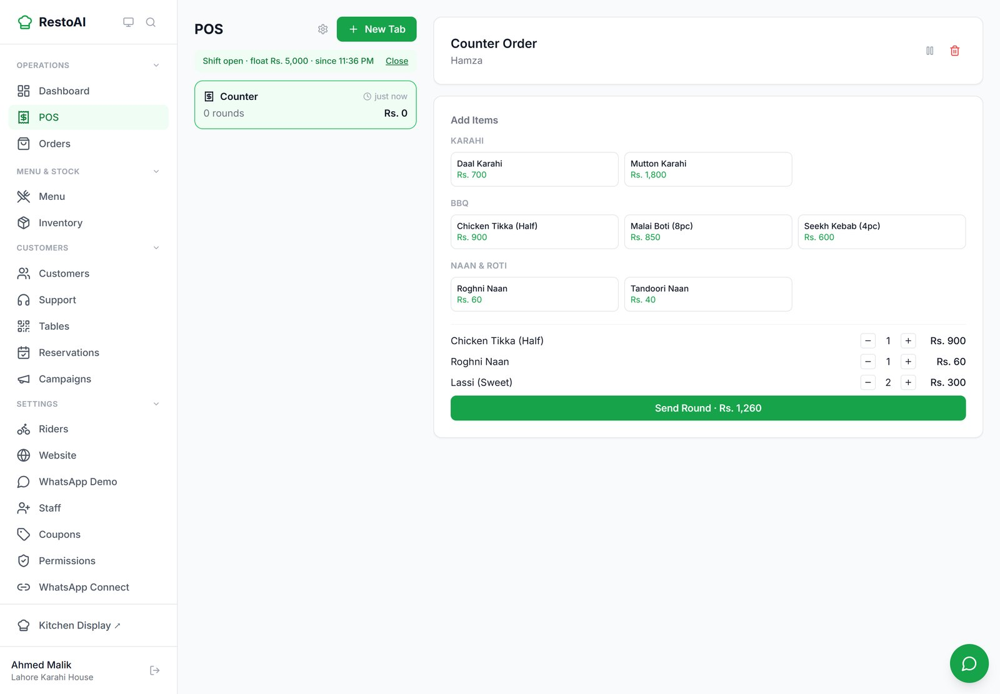 RestoAI
OPERATIONS
Dashboard
POS
Orders
MENU & STOCK
Menu
Inventory
CUSTOMERS
Customers
Support
Tables
Reservations
Campaigns
SETTINGS
Riders
Website
WhatsApp Demo
Staff
Coupons
Permissions
WhatsApp Connect
Kitchen Display ↗
Ahmed Malik
Lahore Karahi House
POS
+ New Tab
Shift open · float Rs. 5,000 · since 11:36 PM Close
Counter just now
0 rounds Rs. 0
Counter Order
Hamza
Add Items
KARAHI
Daal Karahi
Rs. 700
Mutton Karahi
Rs. 1,800
BBQ
Chicken Tikka (Half)
Rs. 900
Malai Boti (8pc)
Rs. 850
Seekh Kebab (4pc)
Rs. 600
NAAN & ROTI
Roghni Naan
Rs. 60
Tandoori Naan
Rs. 40
Chicken Tikka (Half) − 1 + Rs. 900
Roghni Naan − 1 + Rs. 60
Lassi (Sweet) − 2 + Rs. 300
Send Round · Rs. 1,260